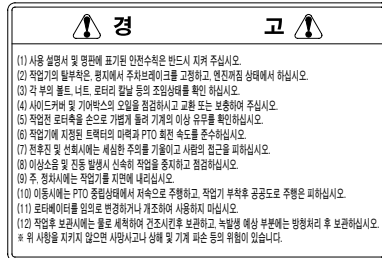 경 고
(1) 사용 설명서 및 명판에 표기된 안전수칙은 반드시 지켜 주십시오.
(2) 작업기의 탈부착은, 평지에서 주차브레이크를 고정하고, 엔진꺼짐 상태에서 하십시오.
(3) 각 부의 볼트, 너트, 로터리 칼날 등의 조임상태를 확인 하십시오.
(4) 사이드커버 및 기어박스의 오일을 점검하시고 교환 또는 보충하여 주십시오.
(5) 작업전 로터축을 손으로 가볍게 돌려 기계의 이상 유무를 확인하십시오.
(6) 작업기에 지정된 트랙터의 마력과 PTO 회전 속도를 준수하십시오.
(7) 전후진 및 선회시에는 세심한 주의를 기울이고 사람의 접근을 피하십시오.
(8) 이상소음 및 진동 발생시 신속히 작업을 중지하고 점검하십시오.
(9) 주, 정차시에는 작업기를 지면에 내리십시오.
(10) 이동시에는 PTO 중립상태에서 저속으로 주행하고, 작업기 부착후 공공도로 주행은 피하십시오.
(11) 로타베이터를 임의로 변경하거나 개조하여 사용하지 마십시오.
(12) 작업후 보관시에는 물로 세척하여 건조시킨후 보관하고, 녹발생 예상 부분에는 방청처리 후 보관하십시오.
※ 위 사항을 지키지 않으면 사망사고나 상해 및 기계 파손 등의 위험이 있습니다.